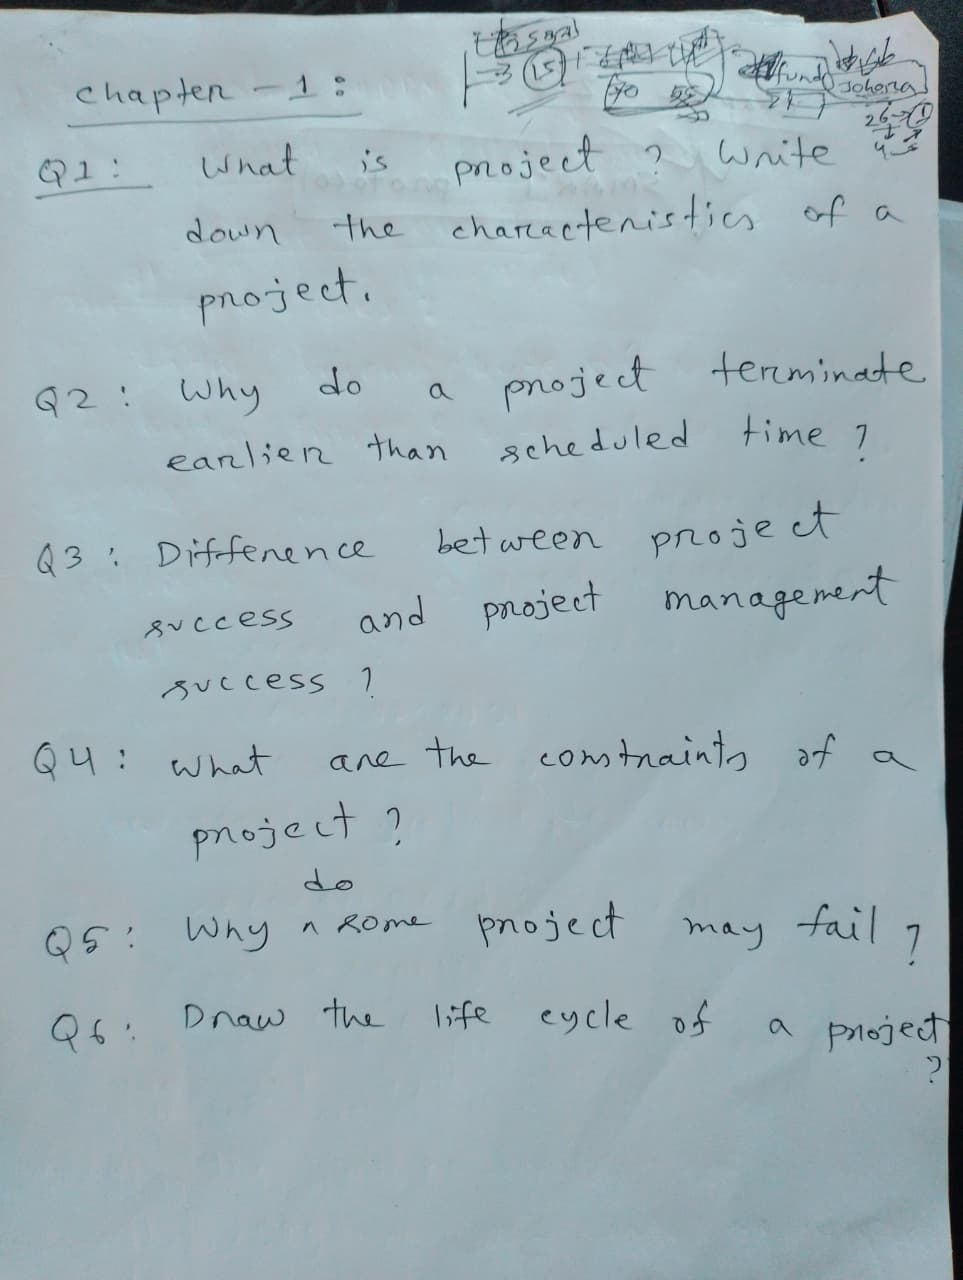 chapter - 1 :
15
fund
Q1 : What is project ? Write
down the characteristics of a
project.
Q2 : Why do a project terminate
earlier than scheduled time ?
Q3 : Difference between project
success and project management
success ?
Q4 : What are the constraints of a
project ?
do
Q5 : Why ^ some project may fail ?
Q6 : Draw the life cycle of a project
?